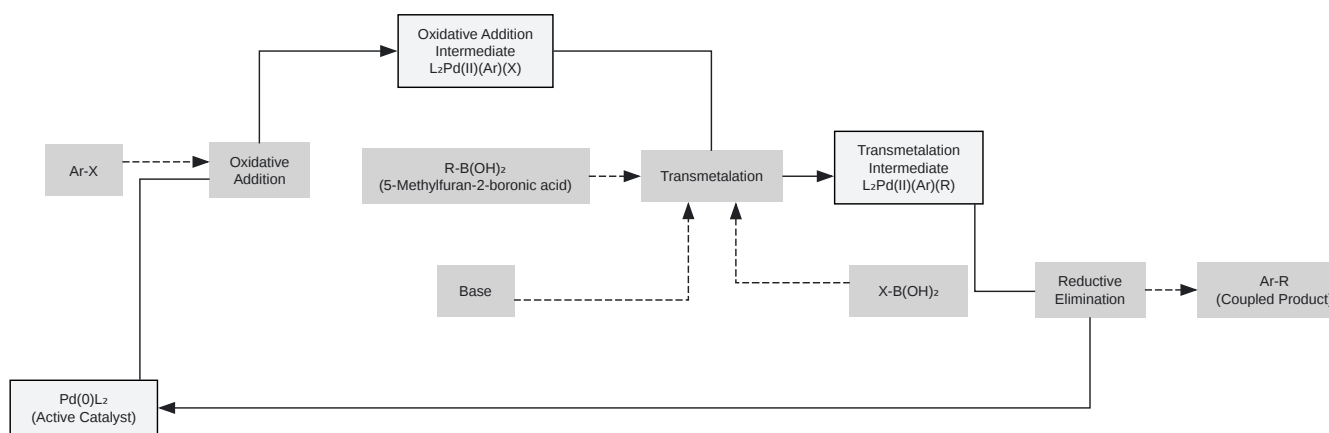 Oxidative Addition
Intermediate
L₂Pd(II)(Ar)(X)
Ar-X
Oxidative
Addition
R-B(OH)₂
(5-Methylfuran-2-boronic acid)
Transmetalation
Transmetalation
Intermediate
L₂Pd(II)(Ar)(R)
Base
X-B(OH)₂
Reductive
Elimination
Ar-R
(Coupled Product)
Pd(0)L₂
(Active Catalyst)